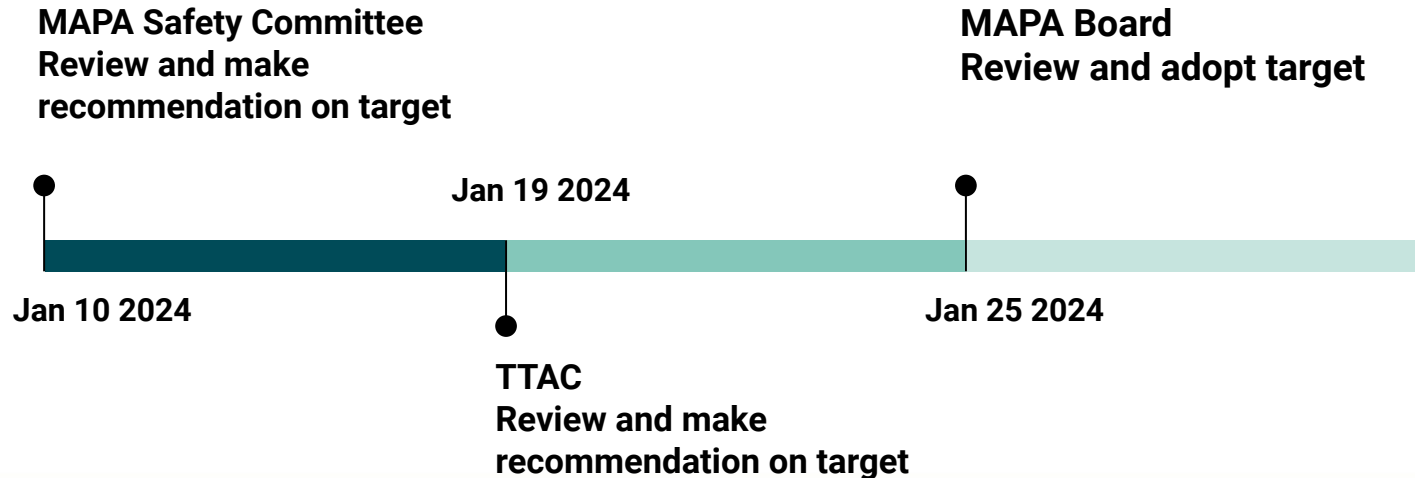 MAPA Safety Committee
Review and make
recommendation on target
MAPA Board
Review and adopt target
Jan 19 2024
Jan 10 2024
Jan 25 2024
TTAC
Review and make
recommendation on target